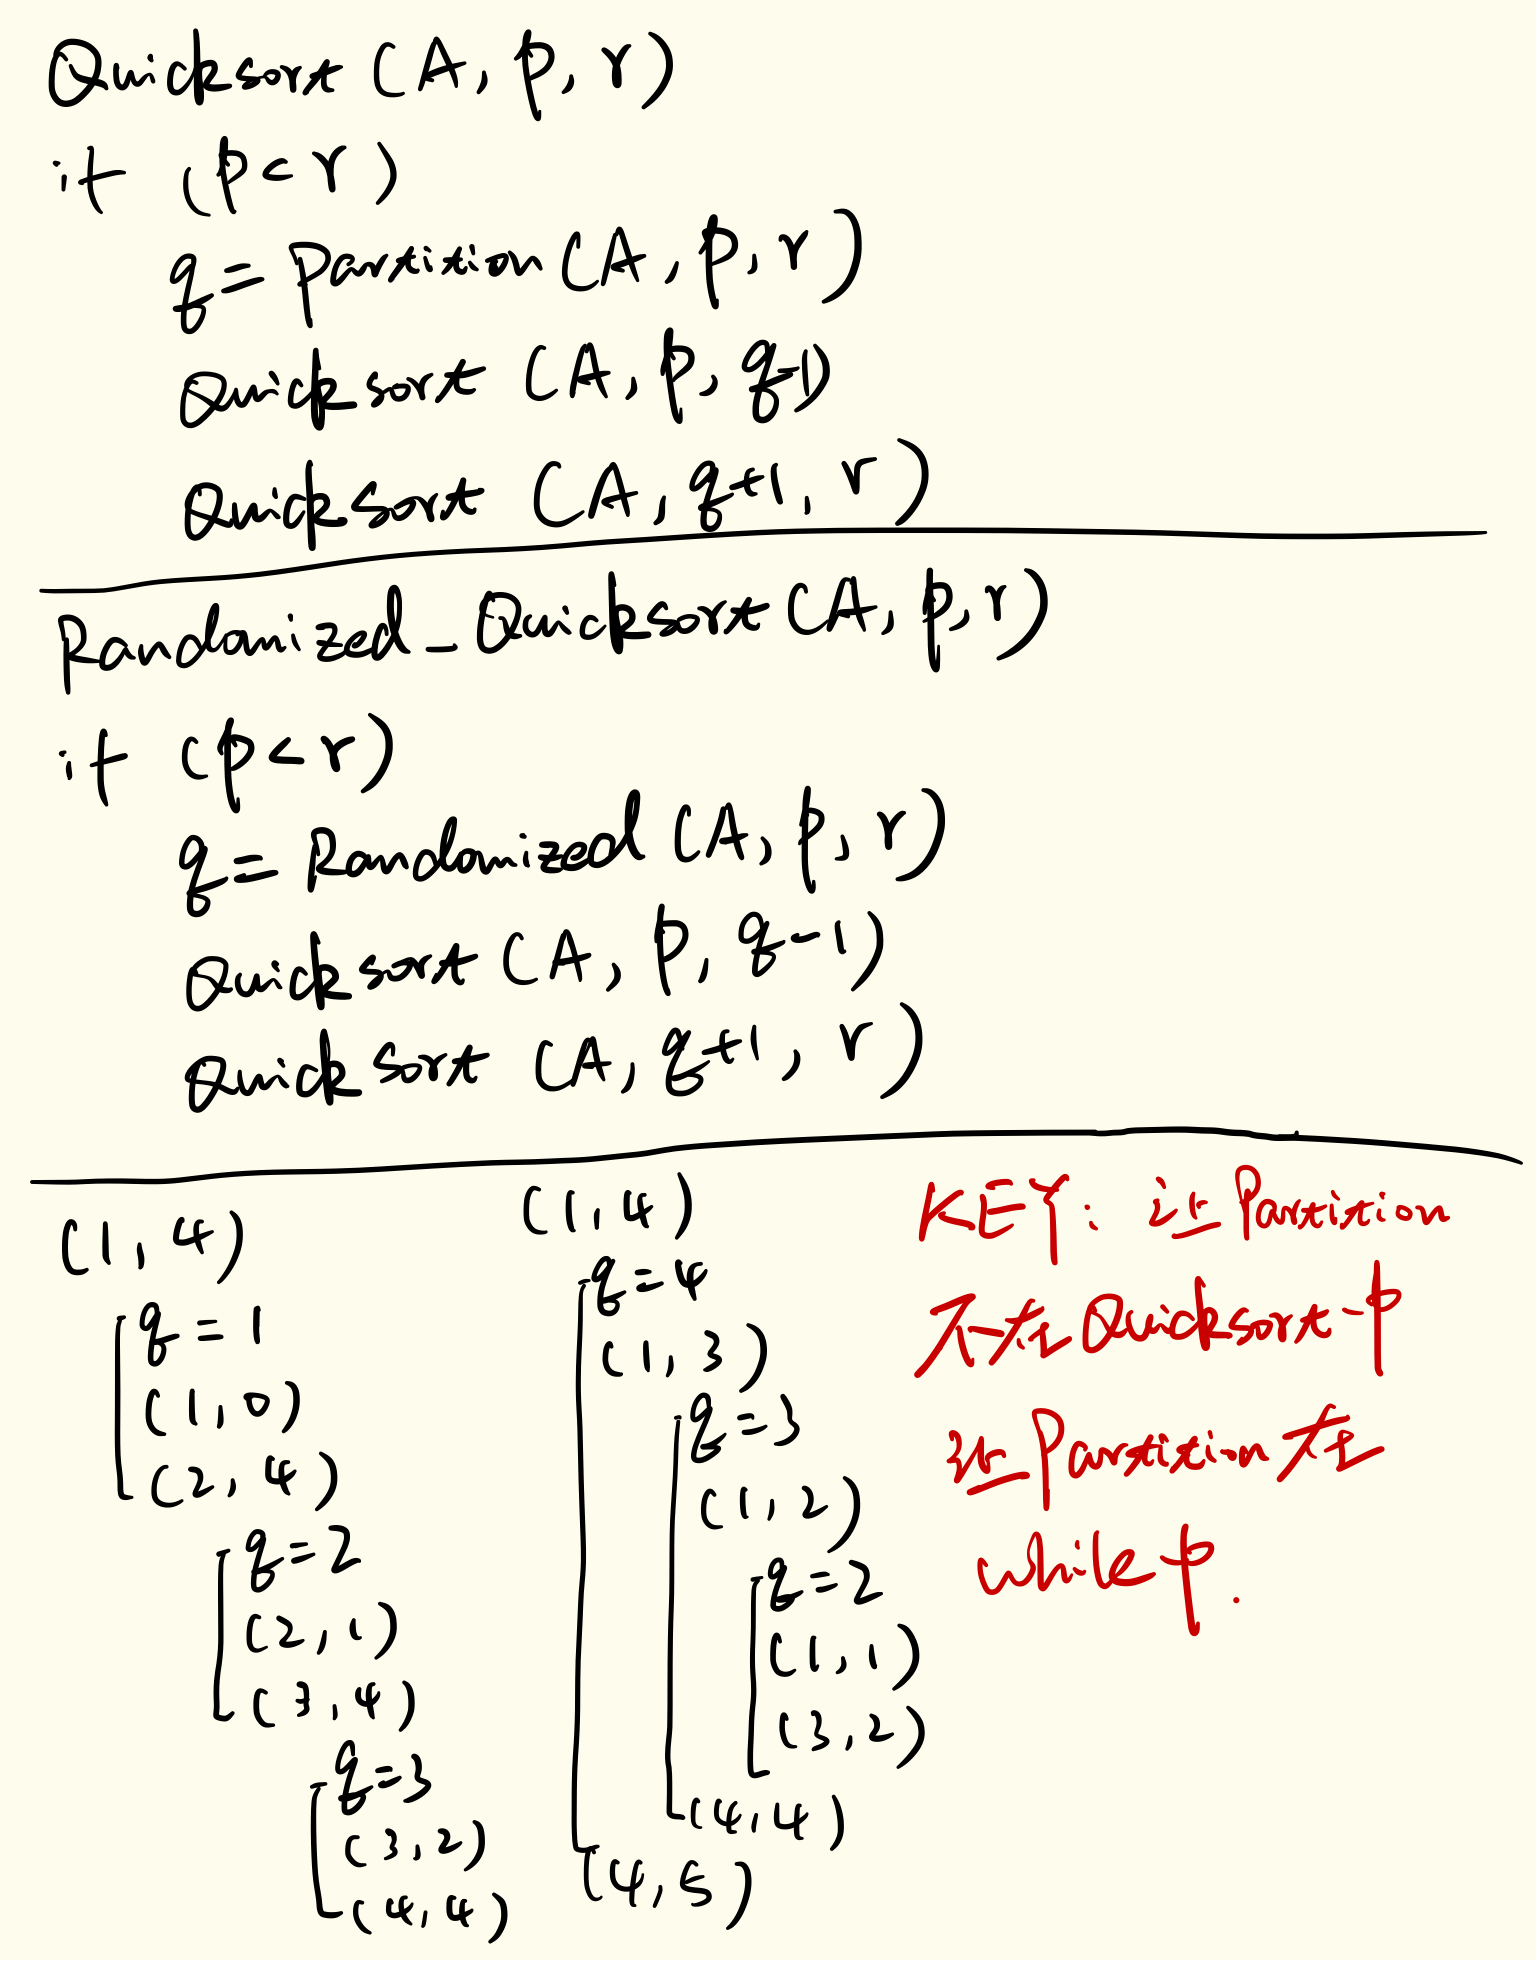 Quicksort (A, p, r)
if (p < r)
q = Partition (A, p, r)
Quicksort (A, p, q-1)
Quicksort (A, q+1, r)
Randomized_Quicksort (A, p, r)
if (p < r)
q = Randomized (A, p, r)
Quicksort (A, p, q-1)
Quicksort (A, q+1, r)
(1, 4)
q = 1
(1, 0)
(2, 4)
q = 2
(2, 1)
(3, 4)
q = 3
(3, 2)
(4, 4)
(1, 4)
q = 4
(1, 3)
q = 3
(1, 2)
q = 2
(1, 1)
(3, 2)
(4, 4)
(4, 5)
KEY: 让 Partition
不在 Quicksort 中
让 Partition 在
while 中.